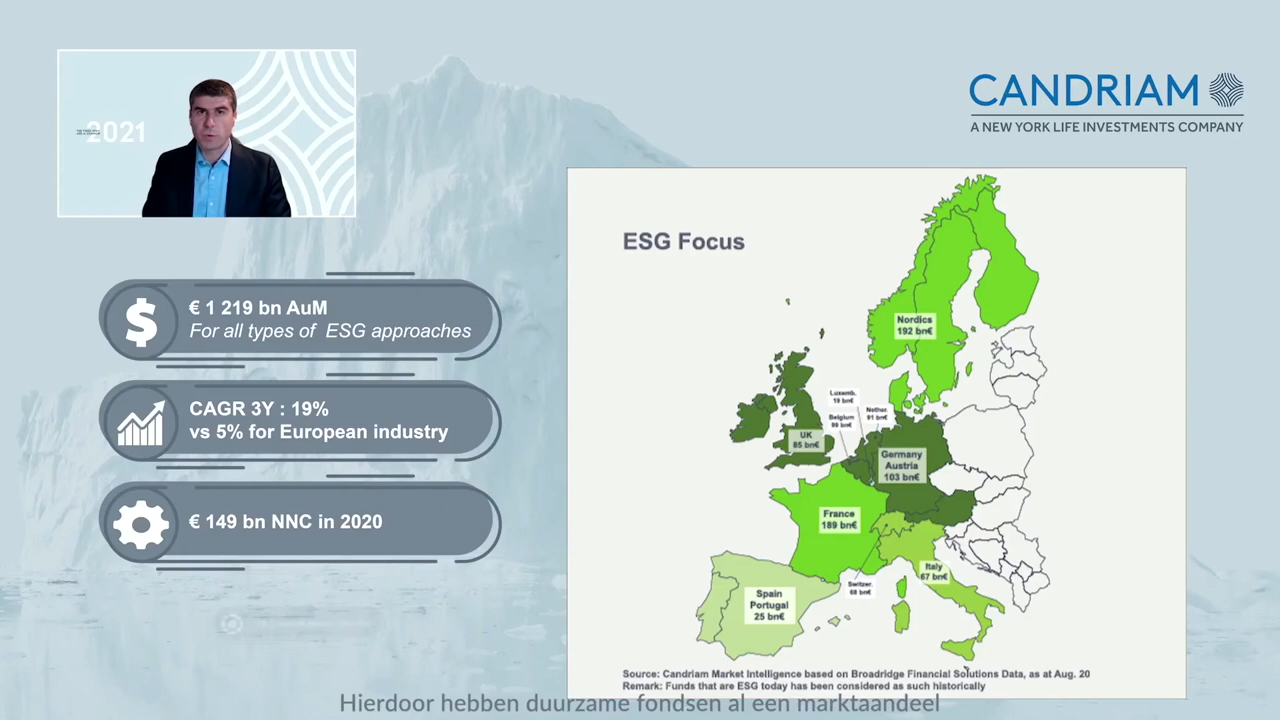 2021
CANDRIAM
A NEW YORK LIFE INVESTMENTS COMPANY
ESG Focus
€ 1 219 bn AuM
For all types of ESG approaches
CAGR 3Y : 19%
vs 5% for European industry
€ 149 bn NNC in 2020
Nordics
192 bn€
Luxemb.
19 bn€
Nether.
91 bn€
Belgium
99 bn€
UK
85 bn€
Germany
Austria
103 bn€
France
189 bn€
Italy
67 bn€
Switzer.
68 bn€
Spain
Portugal
25 bn€
Source: Candriam Market Intelligence based on Broadridge Financial Solutions Data, as at Aug. 20
Remark: Funds that are ESG today has been considered as such historically
Hierdoor hebben duurzame fondsen al een marktaandeel